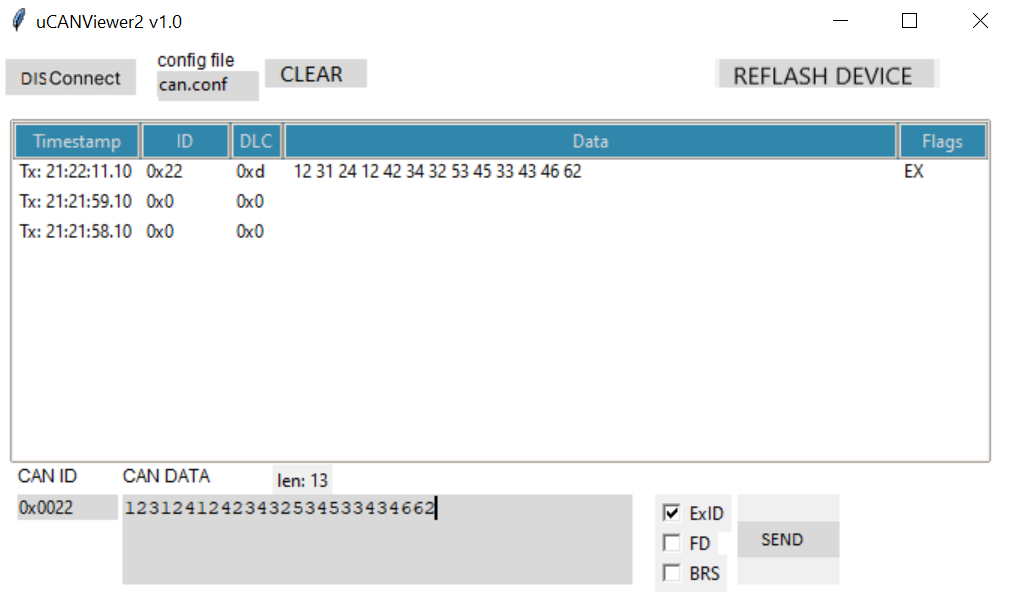 uCANViewer2 v1.0
DISConnect
config file
can.conf
CLEAR
REFLASH DEVICE
Timestamp ID DLC Data Flags
Tx: 21:22:11.10 0x22 0xd 12 31 24 12 42 34 32 53 45 33 43 46 62 EX
Tx: 21:21:59.10 0x0 0x0
Tx: 21:21:58.10 0x0 0x0
CAN ID CAN DATA len: 13
0x0022 12312412423432534533434662
ExID
FD
BRS
SEND